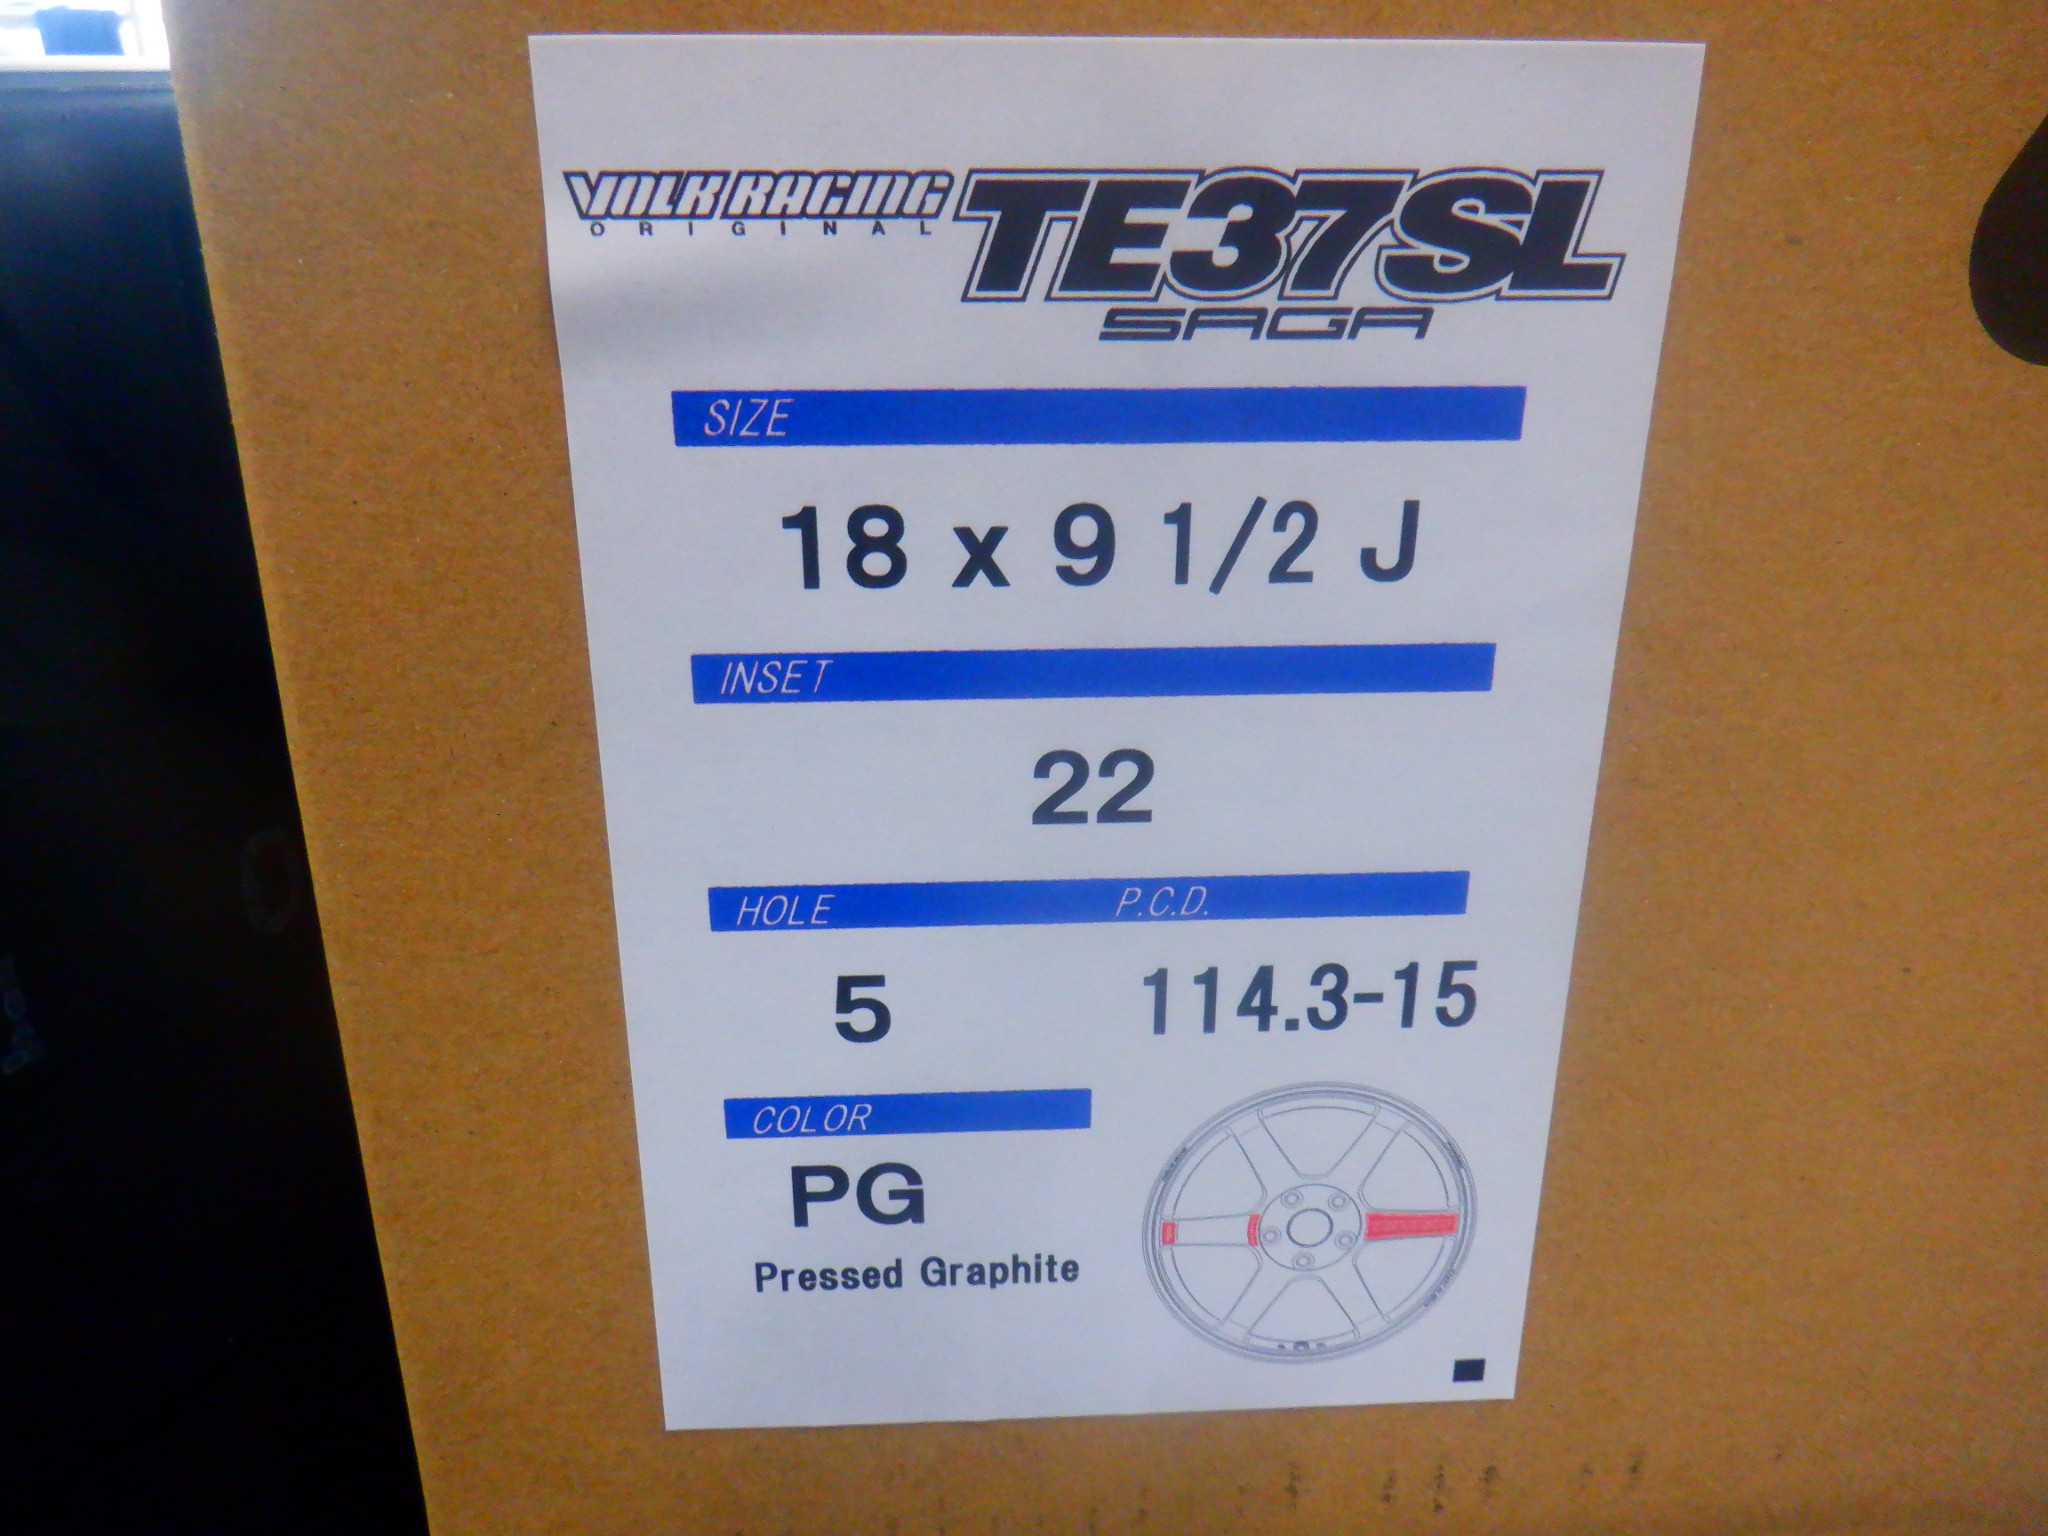 VOLK RACING TE37SL
ORIGINAL
SAGA
SIZE
18 x 9 1/2 J
INSET
22
HOLE P.C.D.
5 114.3-15
COLOR
PG
Pressed Graphite